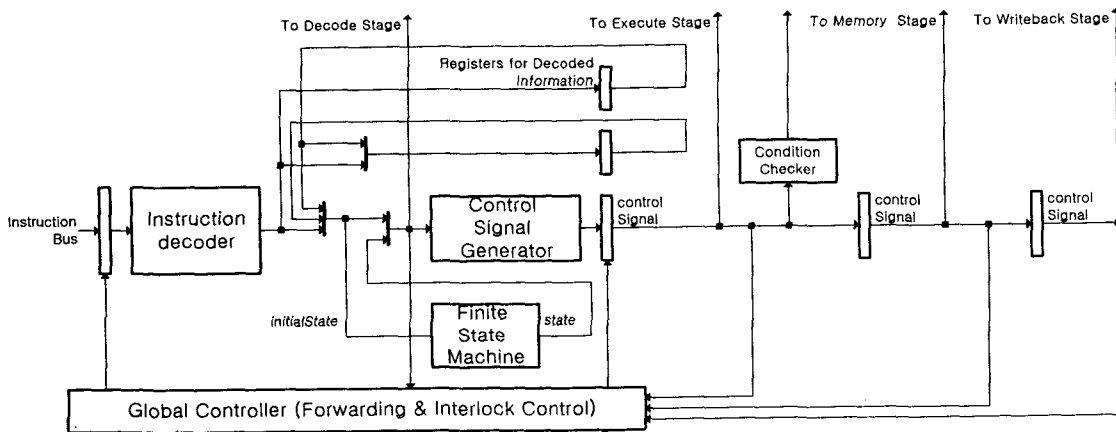 To Decode Stage
To Execute Stage
To Memory Stage
To Writeback Stage
Registers for Decoded
Information
Condition
Checker
Instruction
Bus
Instruction
decoder
Control
Signal
Generator
control
Signal
control
Signal
control
Signal
initialState
Finite
State
Machine
state
Global Controller (Forwarding & Interlock Control)